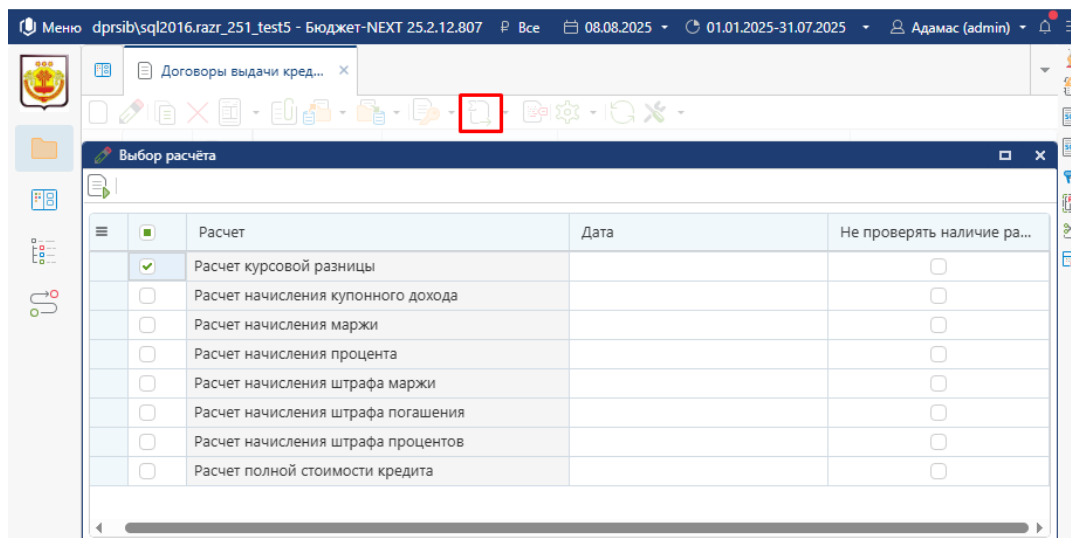 Меню dprsib\sql2016.razr_251_test5 - Бюджет-NEXT 25.2.12.807 ₽ Все 08.08.2025 01.01.2025-31.07.2025 Адамас (admin)
Договоры выдачи кред...
Выбор расчёта
Расчет Дата Не проверять наличие ра...
Расчет курсовой разницы
Расчет начисления купонного дохода
Расчет начисления маржи
Расчет начисления процента
Расчет начисления штрафа маржи
Расчет начисления штрафа погашения
Расчет начисления штрафа процентов
Расчет полной стоимости кредита